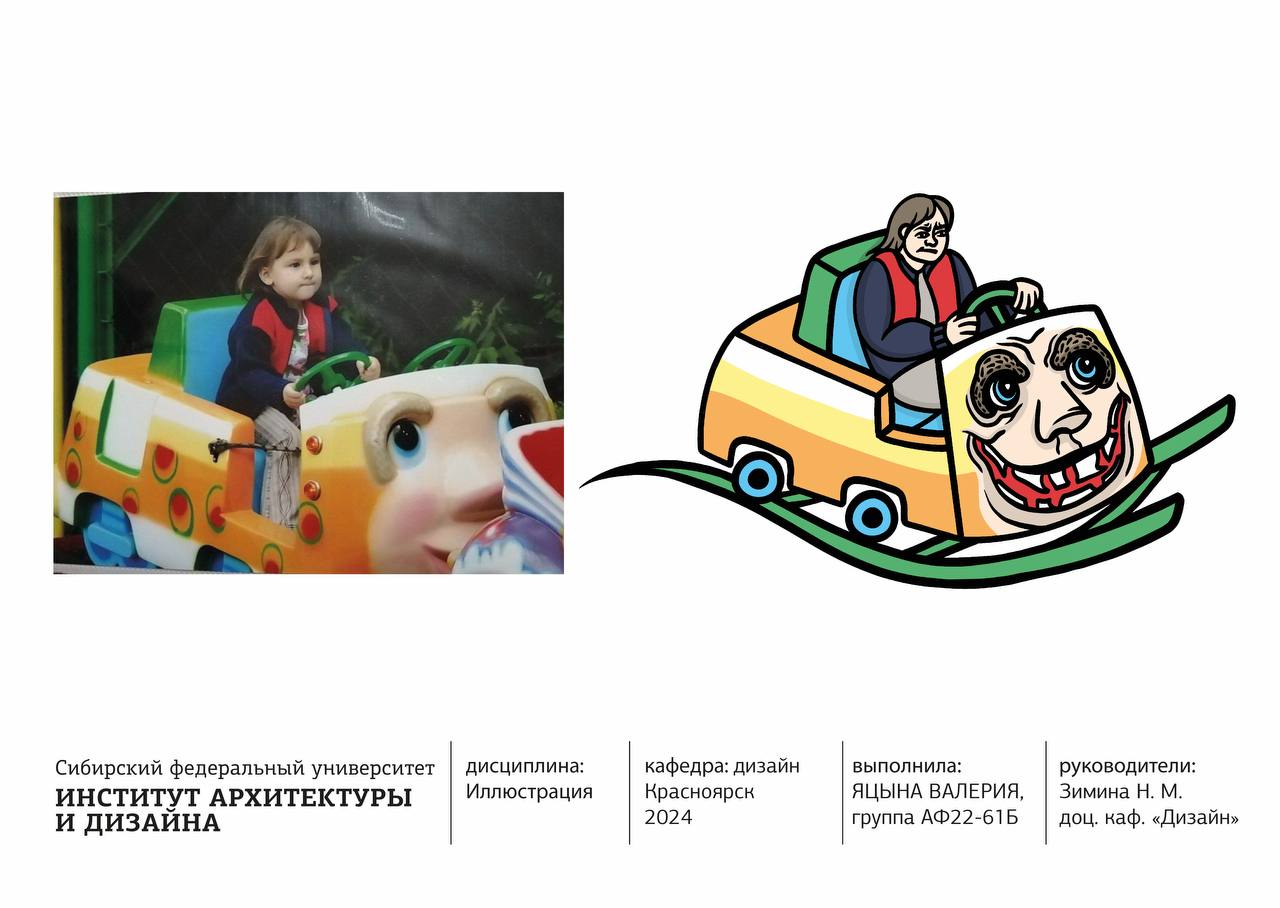 Сибирский федеральный университет
ИНСТИТУТ АРХИТЕКТУРЫ
И ДИЗАЙНА
дисциплина:
Иллюстрация
кафедра: дизайн
Красноярск
2024
выполнила:
ЯЦЫНА ВАЛЕРИЯ,
группа АФ22-61Б
руководители:
Зимина Н. М.
доц. каф. «Дизайн»